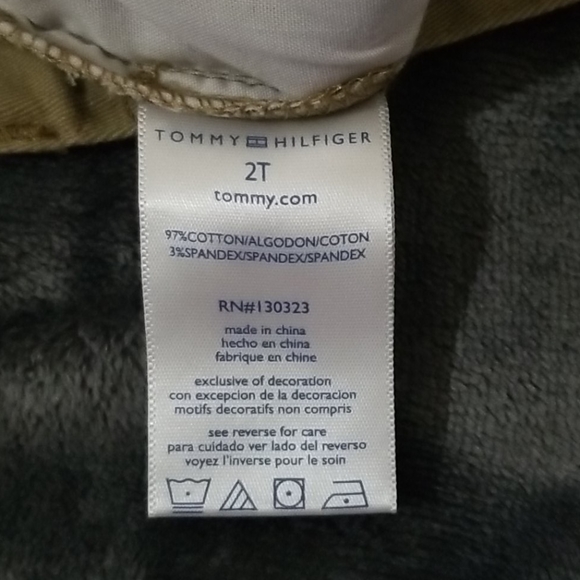 TOMMY HILFIGER
2T
tommy.com
97%COTTON/ALGODON/COTON
3%SPANDEX/SPANDEX/SPANDEX
RN#130323
made in china
hecho en china
fabrique en chine
exclusive of decoration
con excepcion de la decoracion
motifs decoratifs non compris
see reverse for care
para cuidado ver lado del reverso
voyez l'inverse pour le soin